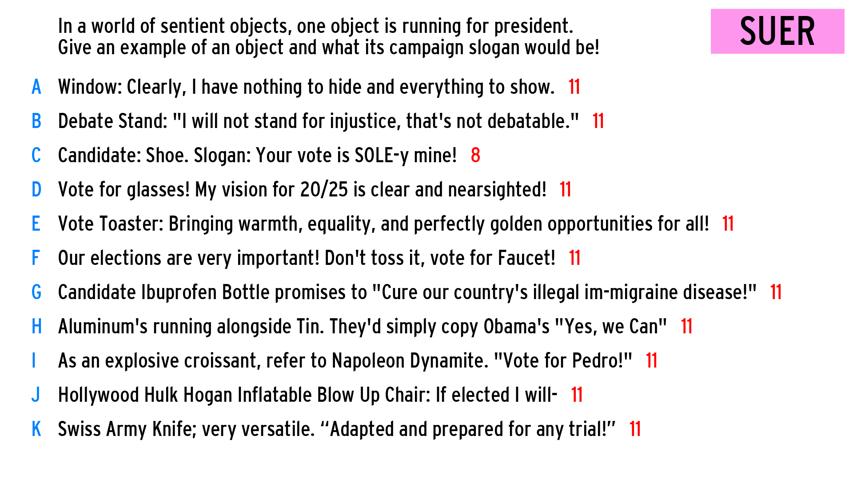 In a world of sentient objects, one object is running for president.
Give an example of an object and what its campaign slogan would be!
SUER
A Window: Clearly, I have nothing to hide and everything to show. 11
B Debate Stand: "I will not stand for injustice, that's not debatable." 11
C Candidate: Shoe. Slogan: Your vote is SOLE-y mine! 8
D Vote for glasses! My vision for 20/25 is clear and nearsighted! 11
E Vote Toaster: Bringing warmth, equality, and perfectly golden opportunities for all! 11
F Our elections are very important! Don't toss it, vote for Faucet! 11
G Candidate Ibuprofen Bottle promises to "Cure our country's illegal im-migraine disease!" 11
H Aluminum's running alongside Tin. They'd simply copy Obama's "Yes, we Can" 11
I As an explosive croissant, refer to Napoleon Dynamite. "Vote for Pedro!" 11
J Hollywood Hulk Hogan Inflatable Blow Up Chair: If elected I will- 11
K Swiss Army Knife; very versatile. “Adapted and prepared for any trial!” 11